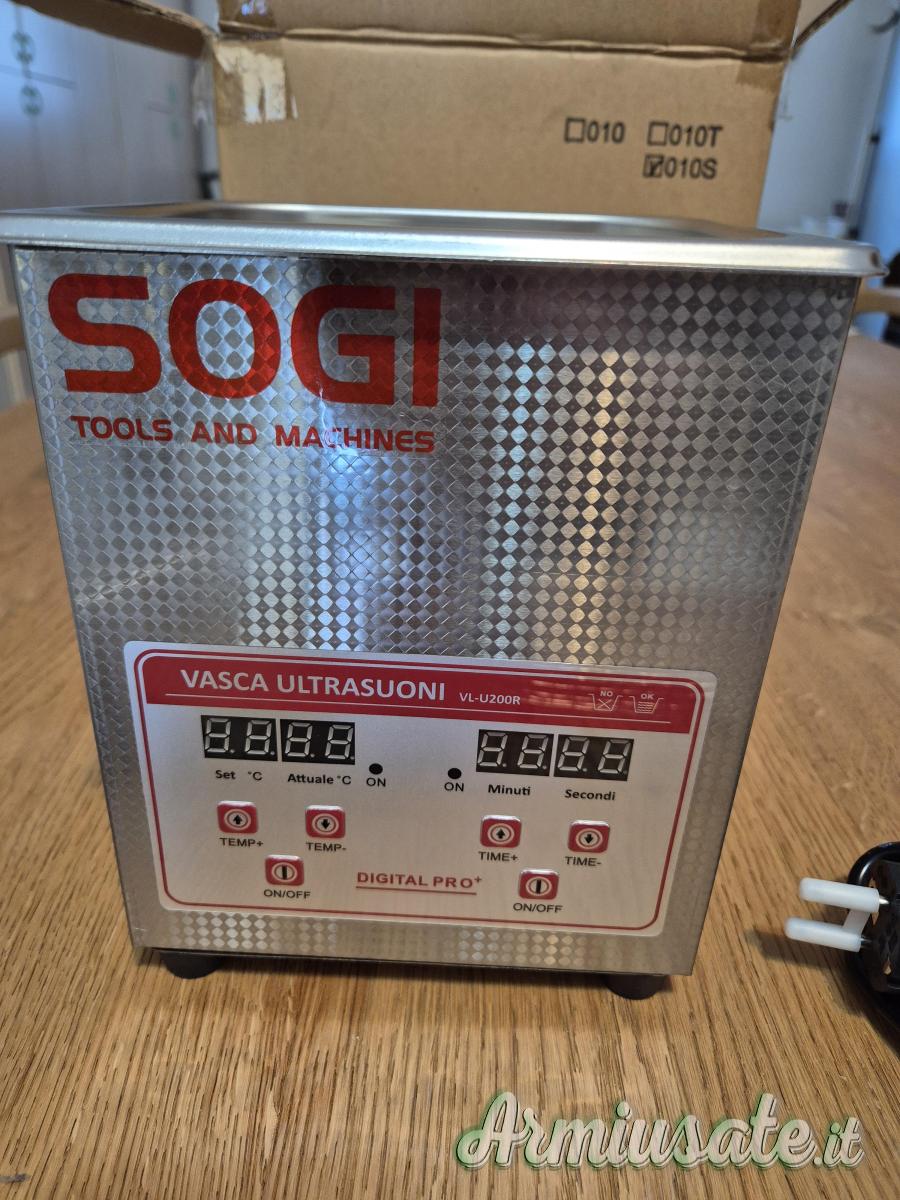 □010 □010T
☑010S
SOGI
TOOLS AND MACHINES
VASCA ULTRASUONI VL-U200R
NO OK
Set °C Attuale °C ON ON Minuti Secondi
TEMP+ TEMP- TIME+ TIME-
ON/OFF DIGITAL PRO+ ON/OFF
Armiusate.it